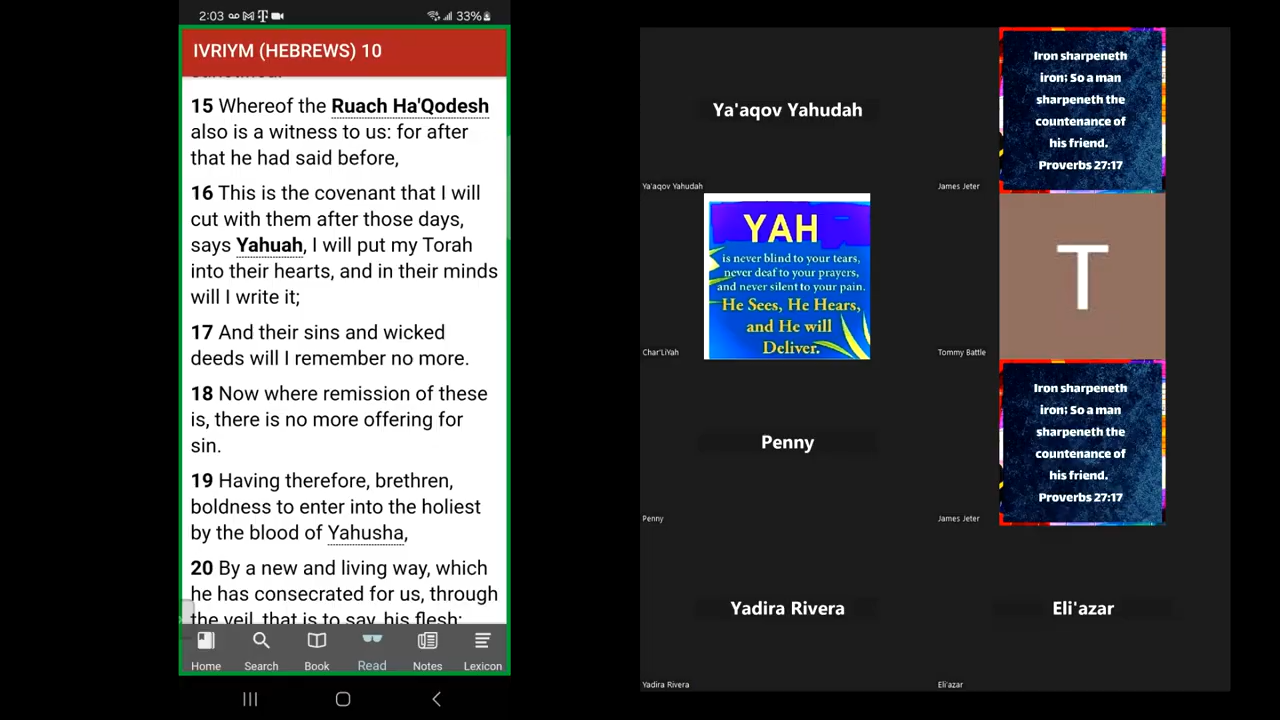 2:03
33%
IVRIYM (HEBREWS) 10
15 Whereof the Ruach Ha'Qodesh
also is a witness to us: for after
that he had said before,
16 This is the covenant that I will
cut with them after those days,
says Yahuah, I will put my Torah
into their hearts, and in their minds
will I write it;
17 And their sins and wicked
deeds will I remember no more.
18 Now where remission of these
is, there is no more offering for
sin.
19 Having therefore, brethren,
boldness to enter into the holiest
by the blood of Yahusha,
20 By a new and living way, which
he has consecrated for us, through
the veil, that is to say, his flesh;
Home Search Book Read Notes Lexicon
Ya'aqov Yahudah
Ya'aqov Yahudah
Iron sharpeneth
iron; So a man
sharpeneth the
countenance of
his friend.
Proverbs 27:17
James Jeter
YAH
is never blind to your tears,
never deaf to your prayers,
and never silent to your pain.
He Sees, He Hears,
and He will
Deliver.
Char'LiYah
T
Tommy Battle
Penny
Penny
Iron sharpeneth
iron; So a man
sharpeneth the
countenance of
his friend.
Proverbs 27:17
James Jeter
Yadira Rivera
Yadira Rivera
Eli'azar
Eli'azar